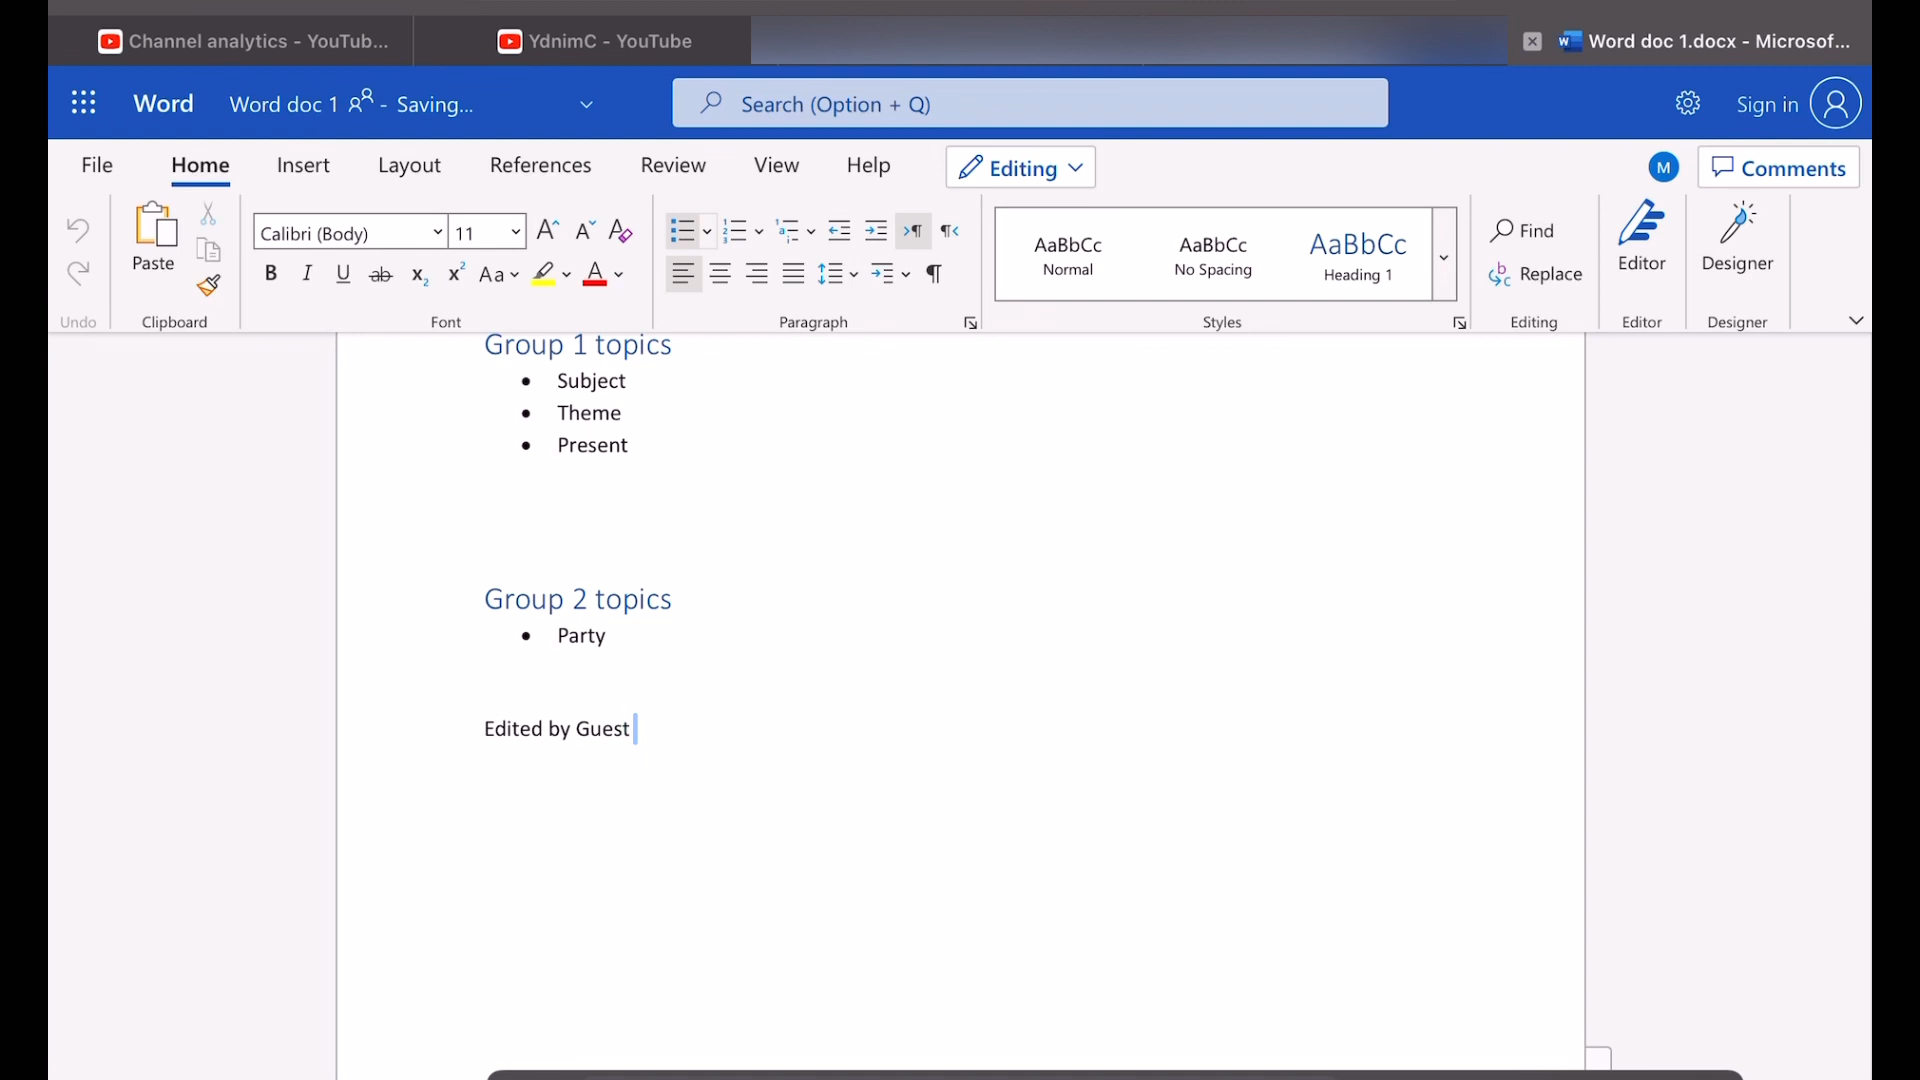 Channel analytics - YouTub...
YdnimC - YouTube
Word doc 1.docx - Microsof...
Word
Word doc 1 - Saving...
Search (Option + Q)
Sign in
File
Home
Insert
Layout
References
Review
View
Help
Editing
M
Comments
Paste
Calibri (Body)
11
AaBbCc
Normal
AaBbCc
No Spacing
AaBbCc
Heading 1
Find
Replace
Editor
Designer
Undo
Clipboard
Font
Paragraph
Styles
Editing
Editor
Designer
Group 1 topics
• Subject
• Theme
• Present
Group 2 topics
• Party
Edited by Guest